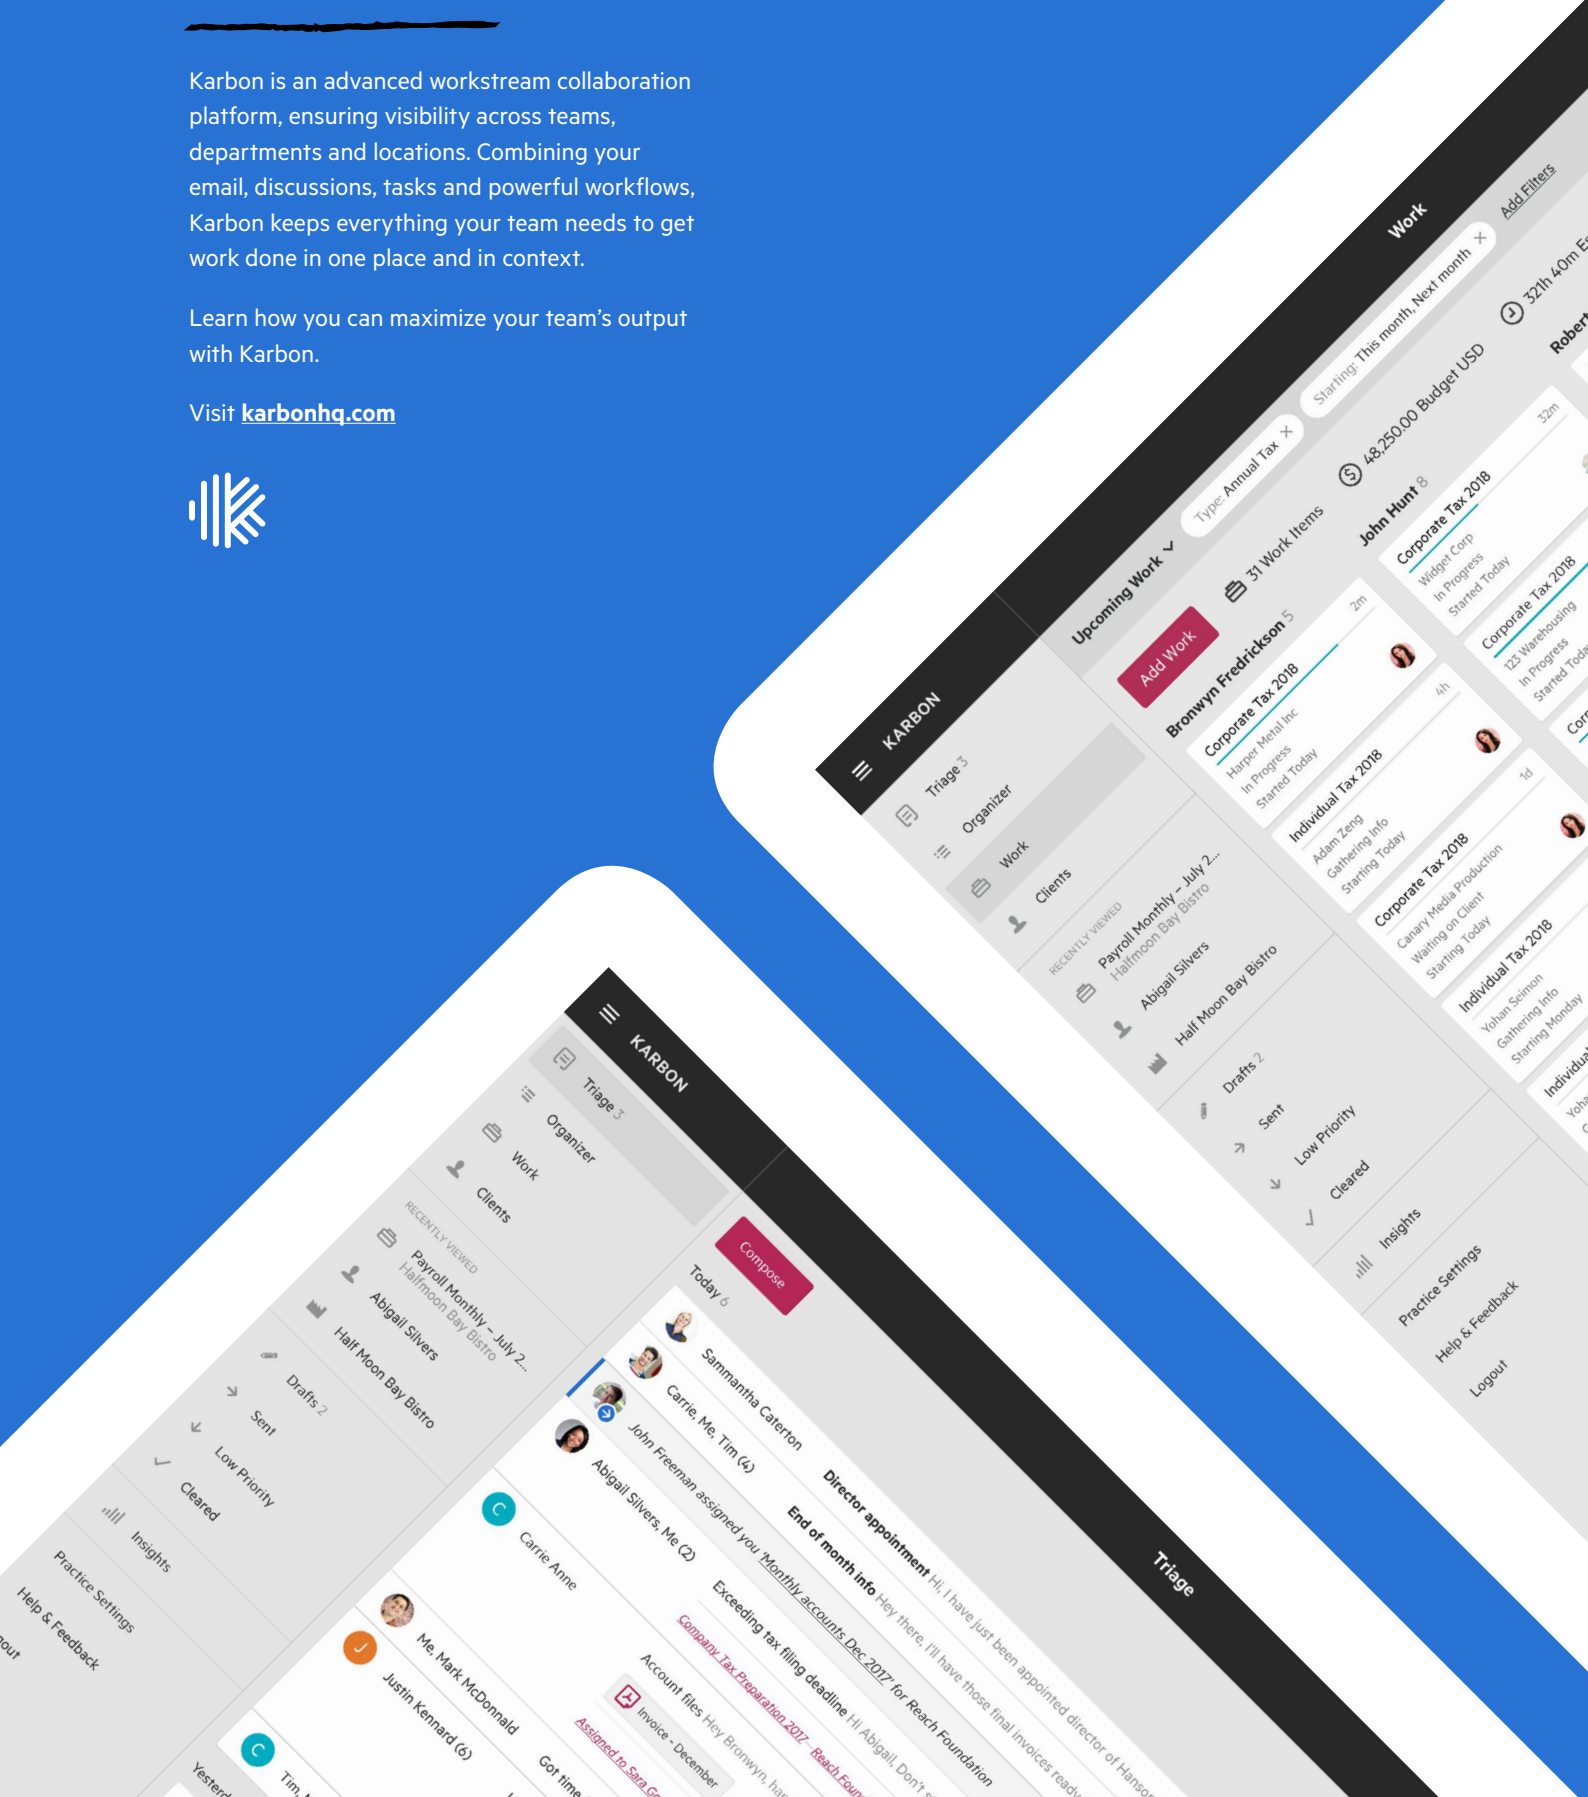 Karbon is an advanced workstream collaboration
platform, ensuring visibility across teams,
departments and locations. Combining your
email, discussions, tasks and powerful workflows,
Karbon keeps everything your team needs to get
work done in one place and in context.
Learn how you can maximize your team’s output
with Karbon.
Visit karbonhq.com
Work
KARBON
Triage 3
Organizer
Work
Clients
RECENTLY VIEWED
Payroll Monthly – July 2...
Halfmoon Bay Bistro
Abigail Silvers
Half Moon Bay Bistro
Drafts 2
Sent
Low Priority
Cleared
Insights
Practice Settings
Help & Feedback
Logout
Upcoming Work
Type: Annual Tax
Starting: This month, Next month
Add Filters
Add Work
31 Work Items
48,250.00 Budget USD
321h 40m
Bronwyn Fredrickson 5
Corporate Tax 2018
2m
Harper Metal Inc
In Progress
Started Today
Individual Tax 2018
4h
Adam Zeng
Gathering Info
Starting Today
Corporate Tax 2018
1d
Canary Media Production
Waiting on Client
Starting Today
Individual Tax 2018
Yohan Seimon
Gathering Info
Starting Monday
John Hunt 8
Corporate Tax 2018
32m
Widget Corp
In Progress
Started Today
Corporate Tax 2018
123 Warehousing
In Progress
Started
Robert
KARBON
Triage
Triage 3
Organizer
Work
Clients
RECENTLY VIEWED
Payroll Monthly – July 2...
Halfmoon Bay Bistro
Abigail Silvers
Half Moon Bay Bistro
Drafts 2
Sent
Low Priority
Cleared
Insights
Practice Settings
Help & Feedback
Compose
Today 6
Sammantha Caterton
Director appointment Hi, I have just been appointed director of
Carrie, Me, Tim (4)
End of month info Hey there, I'll have those final invoices ready
John Freeman assigned you 'Monthly accounts Dec 2017' for Reach Foundation
Abigail Silvers, Me (2)
Exceeding tax filing deadline Hi Abigail, Don't
Company Tax Preparation 2017 Reach
C
Carrie Anne
Account files Hey Bronwyn,
Invoice - December
Assigned to Sara
Me, Mark McDonnald
Got time
J
Justin Kennard (6)
C
Tim,